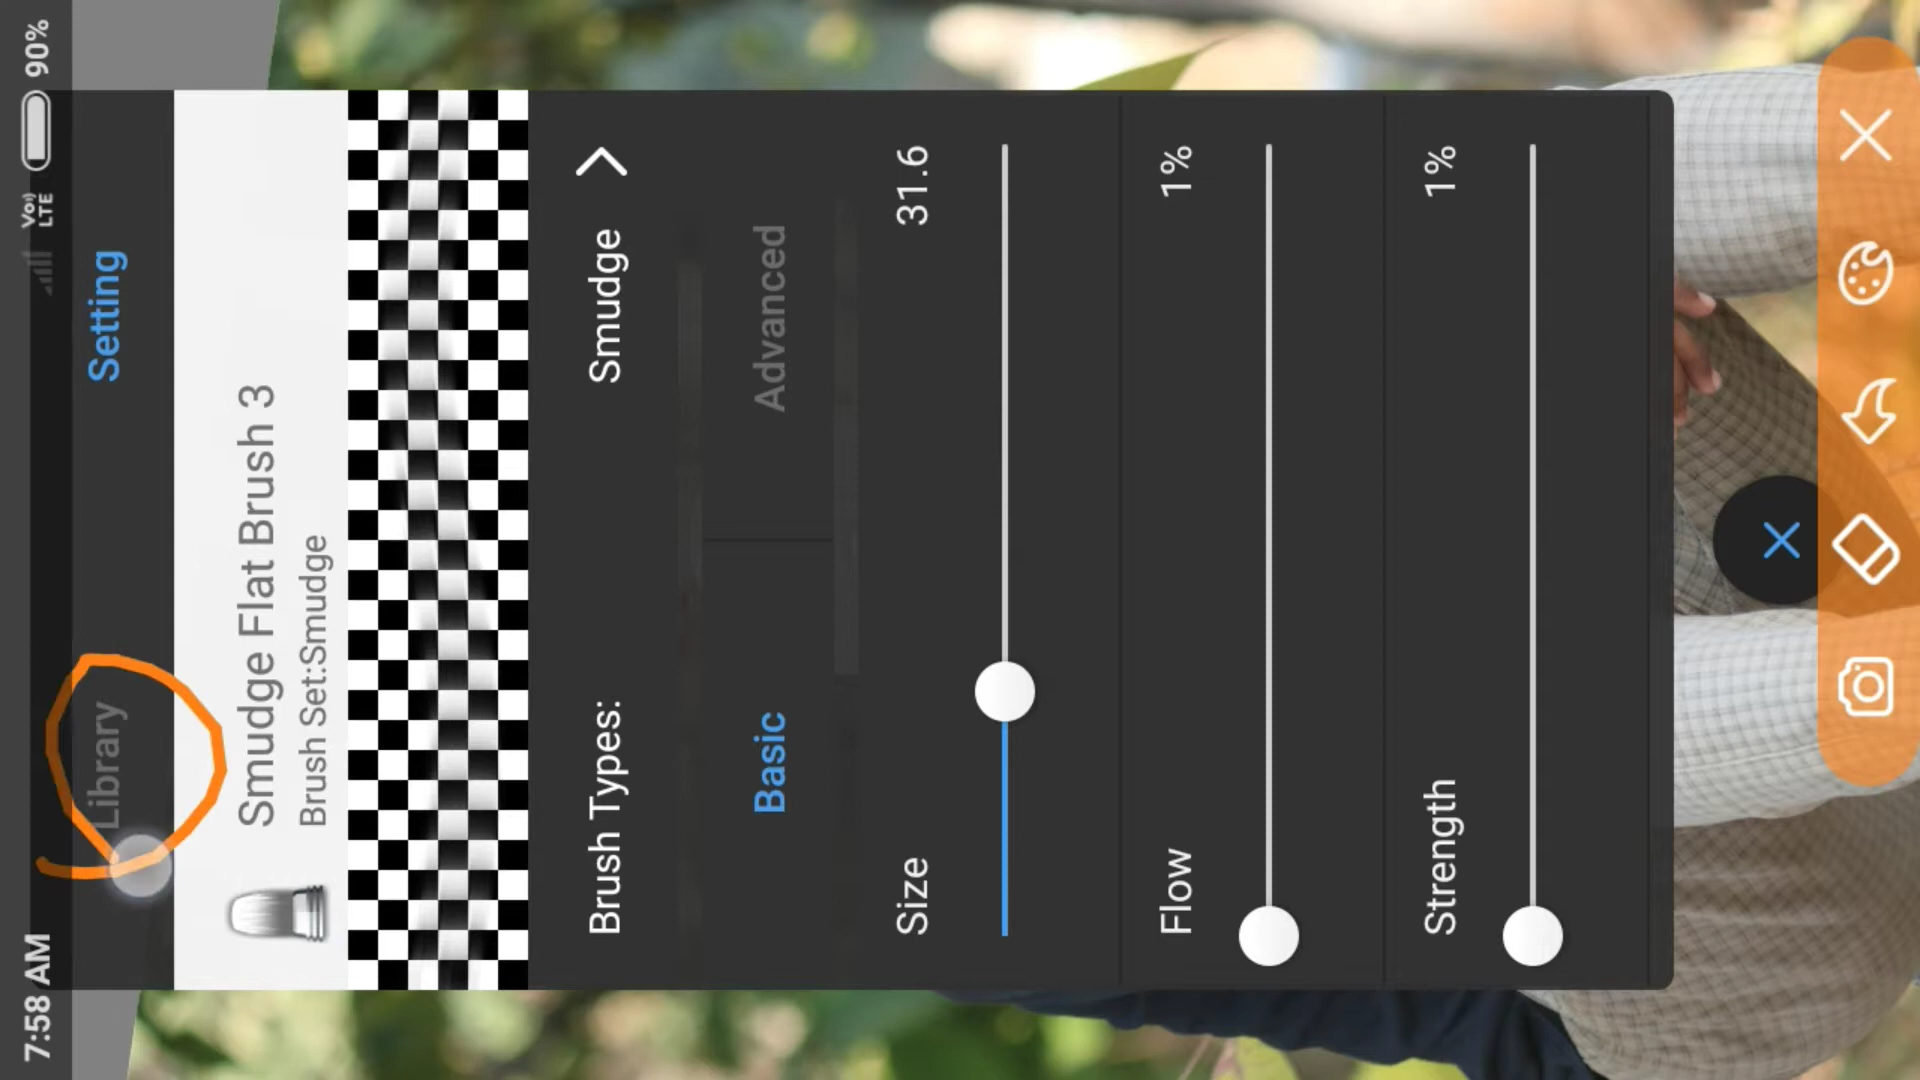 7:58 AM
Vo))
LTE
90%
Library
Setting
Smudge Flat Brush 3
Brush Set:Smudge
Brush Types:
Smudge
Basic
Advanced
Size
31.6
Flow
1%
Strength
1%